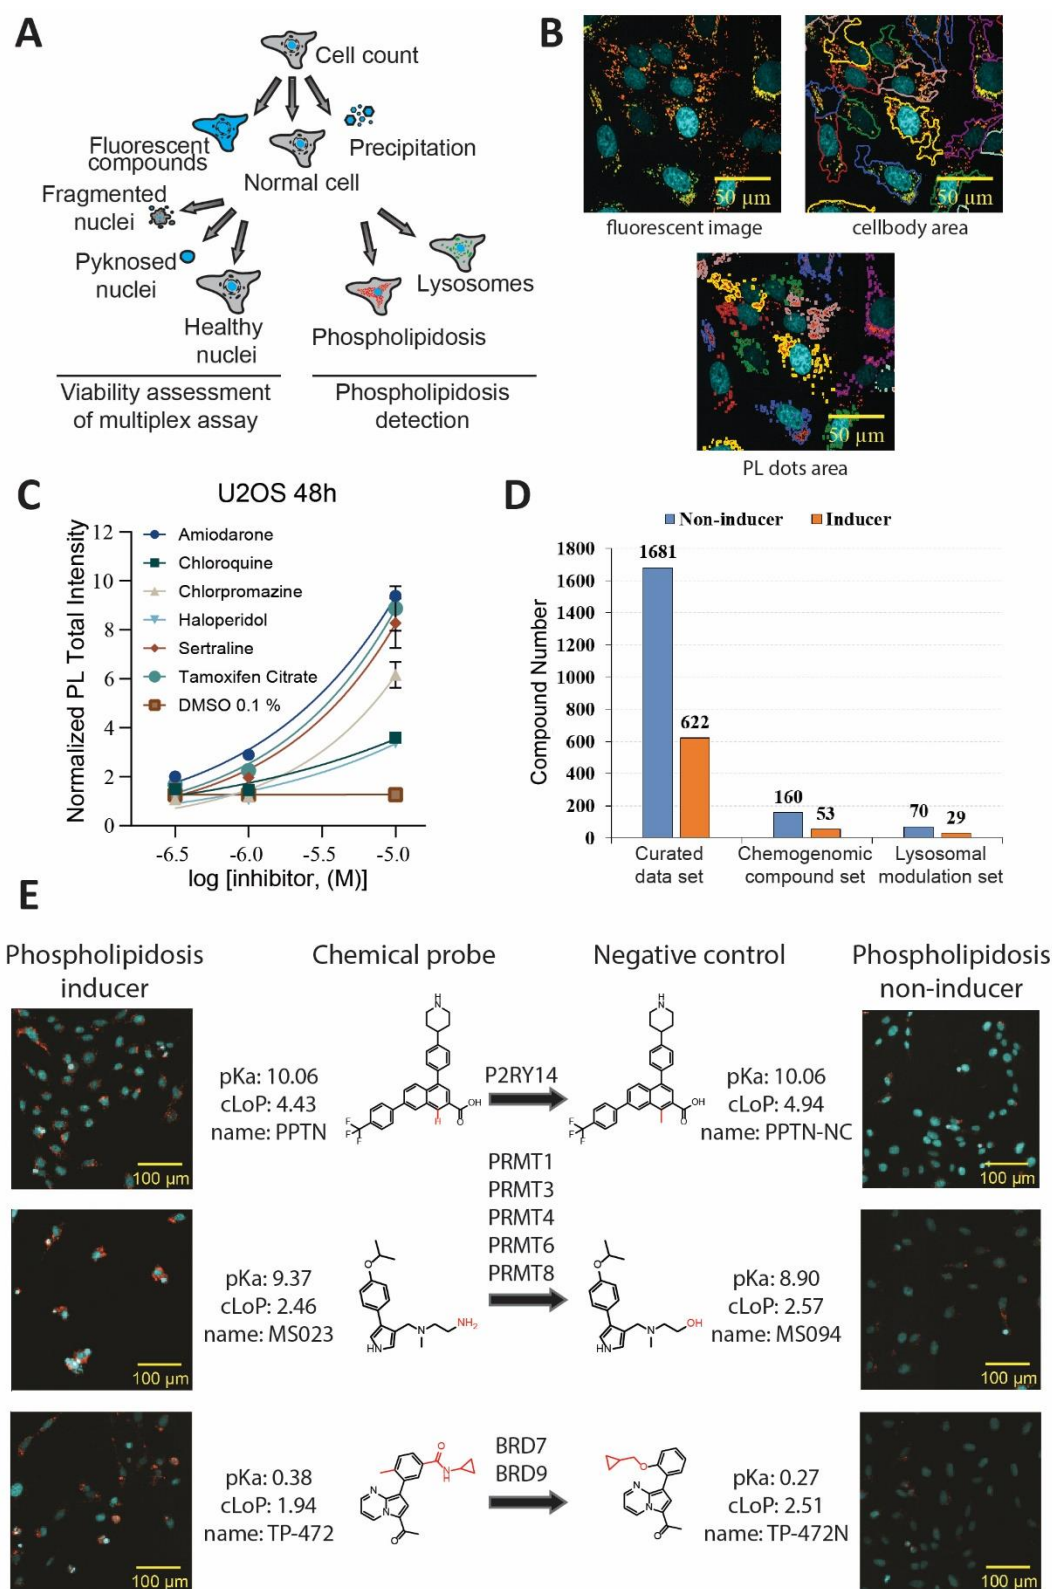 A
Cell count
Fluorescent
compounds
Precipitation
Normal cell
Fragmented
nuclei
Pyknosed
nuclei
Healthy
nuclei
Lysosomes
Phospholipidosis
Viability assessment
of multiplex assay
Phospholipidosis
detection
B
50 µm
50 µm
fluorescent image
cellbody area
50 µm
PL dots area
C
U2OS 48h
Normalized PL Total Intensity
12
10
8
6
4
2
0
Amiodarone
Chloroquine
Chlorpromazine
Haloperidol
Sertraline
Tamoxifen Citrate
DMSO 0.1 %
-6.5 -6.0 -5.5 -5.0
log [inhibitor, (M)]
D
Non-inducer Inducer
Compound Number
1800
1600
1400
1200
1000
800
600
400
200
0
1681
622
160
53
70
29
Curated
data set
Chemogenomic
compound set
Lysosomal
modulation set
E
Phospholipidosis
inducer
Chemical probe
Negative control
Phospholipidosis
non-inducer
100 µm
pKa: 10.06
cLoP: 4.43
name: PPTN
H
N
F
F
F
OH
O
H
P2RY14
H
N
F
F
F
OH
O
pKa: 10.06
cLoP: 4.94
name: PPTN-NC
100 µm
100 µm
pKa: 9.37
cLoP: 2.46
name: MS023
O
N
NH2
HN
PRMT1
PRMT3
PRMT4
PRMT6
PRMT8
O
N
OH
HN
pKa: 8.90
cLoP: 2.57
name: MS094
100 µm
100 µm
pKa: 0.38
cLoP: 1.94
name: TP-472
O
N
H
N
N
O
BRD7
BRD9
O
N
N
O
pKa: 0.27
cLoP: 2.51
name: TP-472N
100 µm